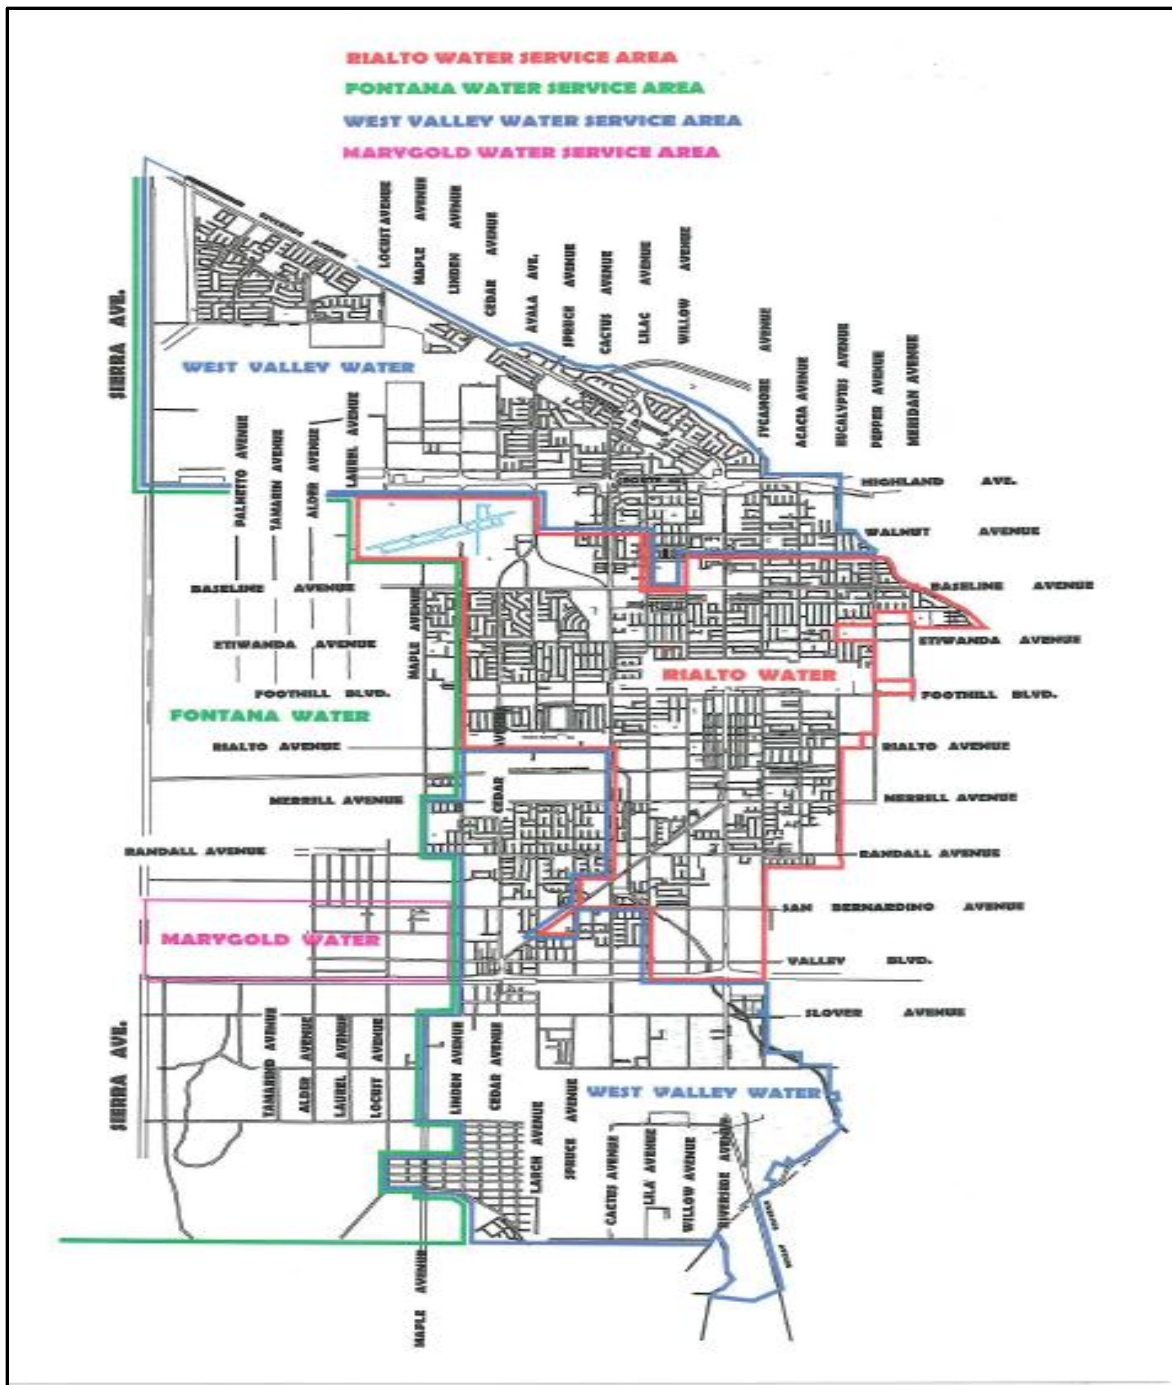 RIALTO WATER SERVICE AREA
FONTANA WATER SERVICE AREA
WEST VALLEY WATER SERVICE AREA
MARYGOLD WATER SERVICE AREA
LOCUST AVENUE
MAPLE AVENUE
LINDEN AVENUE
CEDAR AVENUE
AYALA AVE.
SPRUCE AVENUE
CACTUS AVENUE
LILAC AVENUE
WILLOW AVENUE
SYCAMORE AVENUE
ACACIA AVENUE
EUCALYPTUS AVENUE
PEPPER AVENUE
MERIDAN AVENUE
RIVERSIDE AVENUE
SIERRA AVE.
WEST VALLEY WATER
PALMETTO AVENUE
TAMARIN AVENUE
ALDER AVENUE
LAUREL AVENUE
HIGHLAND AVE.
WALNUT AVENUE
BASELINE AVENUE
BASELINE AVENUE
MAPLE AVENUE
ETIWANDA AVENUE
ETIWANDA AVENUE
RIALTO WATER
FOOTHILL BLVD.
FOOTHILL BLVD.
FONTANA WATER
RIALTO AVENUE
RIALTO AVENUE
CEDAR AVENUE
MERRILL AVENUE
MERRILL AVENUE
RANDALL AVENUE
RANDALL AVENUE
SAN BERNARDINO AVENUE
MARYGOLD WATER
VALLEY BLVD.
SLOVER AVENUE
SIERRA AVE.
TAMARIND AVENUE
ALDER AVENUE
LAUREL AVENUE
LOCUST AVENUE
LINDEN AVENUE
CEDAR AVENUE
WEST VALLEY WATER
LARCH AVENUE
SPRUCE AVENUE
CACTUS AVENUE
LILA' AVENUE
WILLOW AVENUE
RIVERSIDE AVENUE
MAPLE AVENUE